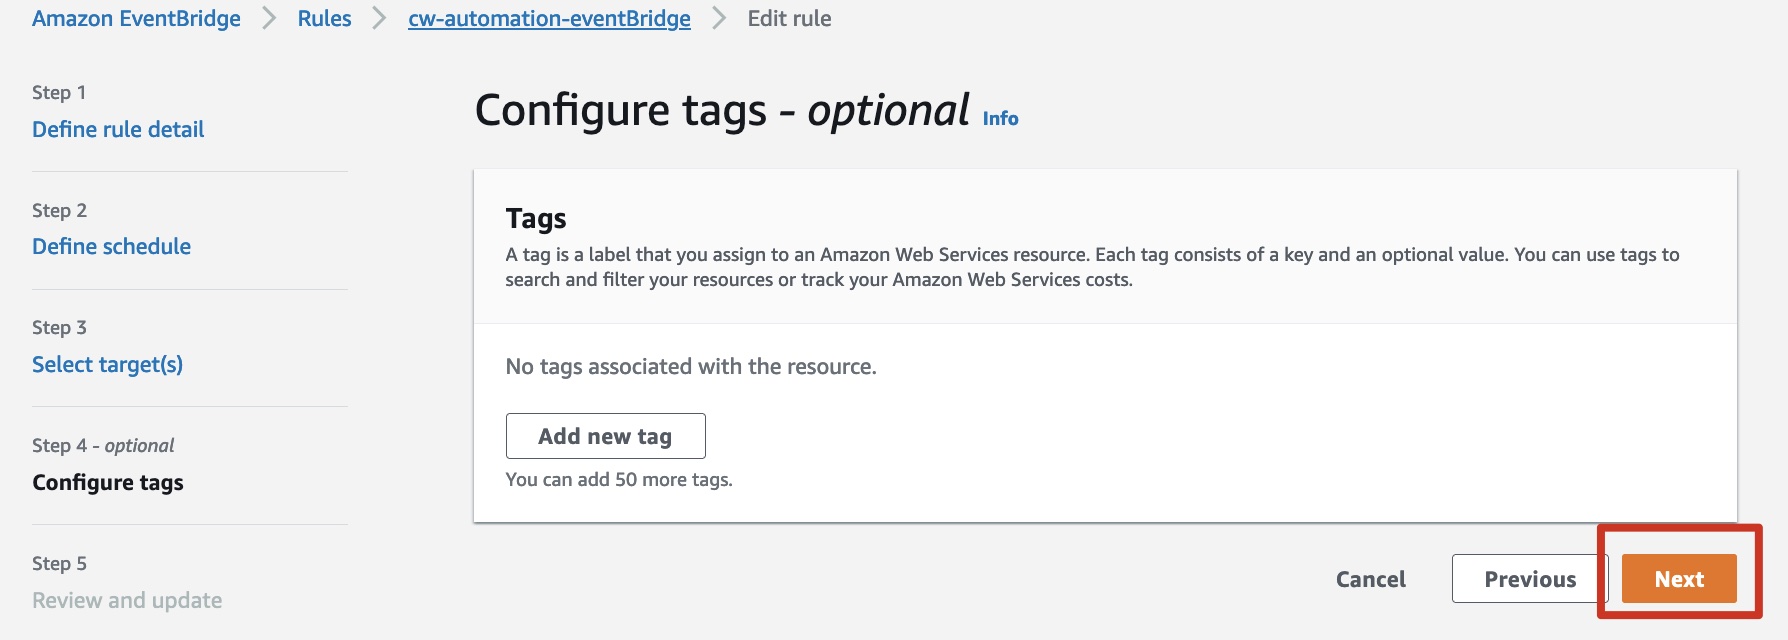 Amazon EventBridge > Rules > cw-automation-eventBridge > Edit rule
Step 1
Define rule detail
Step 2
Define schedule
Step 3
Select target(s)
Step 4 - optional
Configure tags
Step 5
Review and update
Configure tags - optional Info
Tags
A tag is a label that you assign to an Amazon Web Services resource. Each tag consists of a key and an optional value. You can use tags to
search and filter your resources or track your Amazon Web Services costs.
No tags associated with the resource.
Add new tag
You can add 50 more tags.
Cancel Previous Next